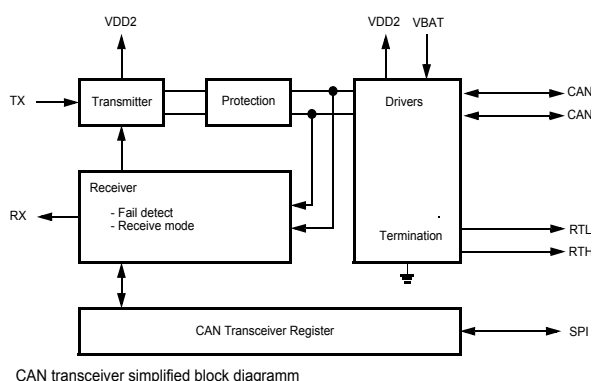 VDD2
VDD2
VBAT
TX
Transmitter
Protection
Drivers
CAN
CAN
Receiver
- Fail detect
- Receive mode
RX
Termination
RTL
RTH
CAN Transceiver Register
SPI
CAN transceiver simplified block diagramm